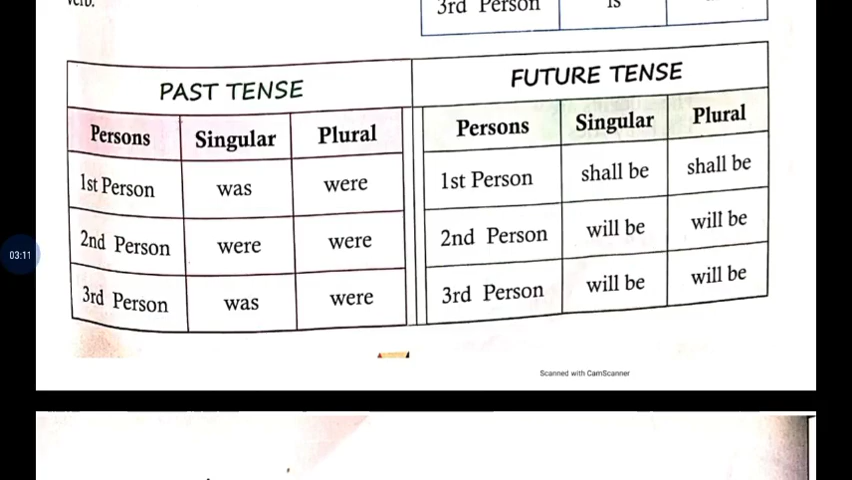 verb.
3rd Person is
PAST TENSE
Persons Singular Plural
1st Person was were
2nd Person were were
3rd Person was were
FUTURE TENSE
Persons Singular Plural
1st Person shall be shall be
2nd Person will be will be
3rd Person will be will be
03:11
Scanned with CamScanner